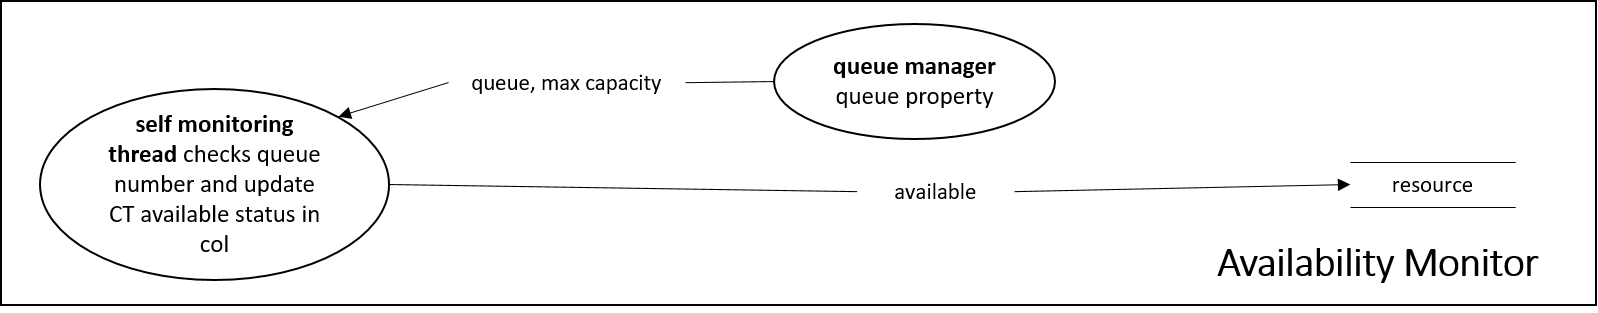 queue manager
queue property
queue, max capacity
self monitoring
thread checks queue
number and update
CT available status in
col
available
resource
Availability Monitor